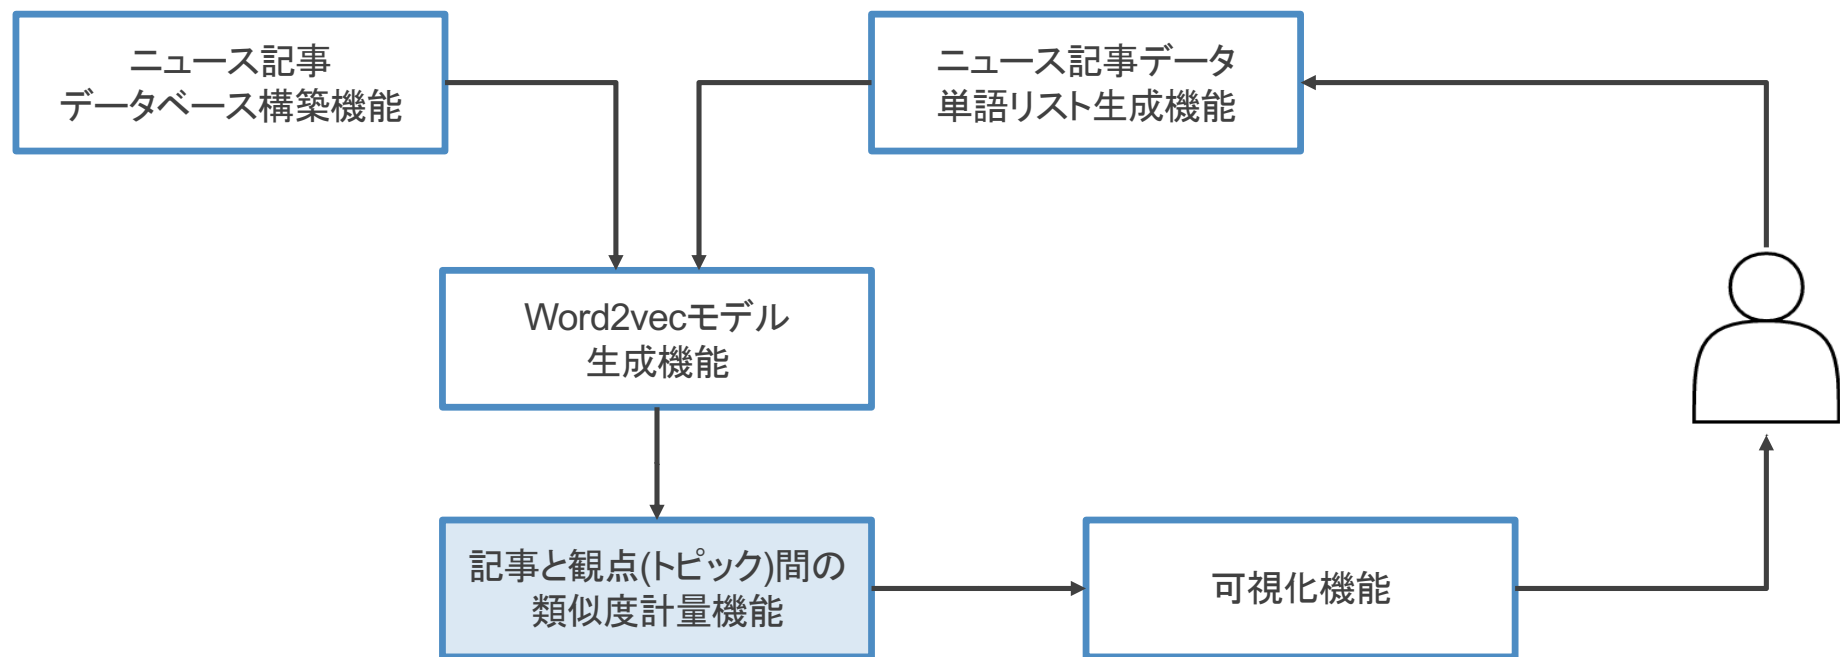 ニュース記事
データベース構築機能
ニュース記事データ
単語リスト生成機能
Word2vecモデル
生成機能
記事と観点(トピック)間の
類似度計量機能
可視化機能